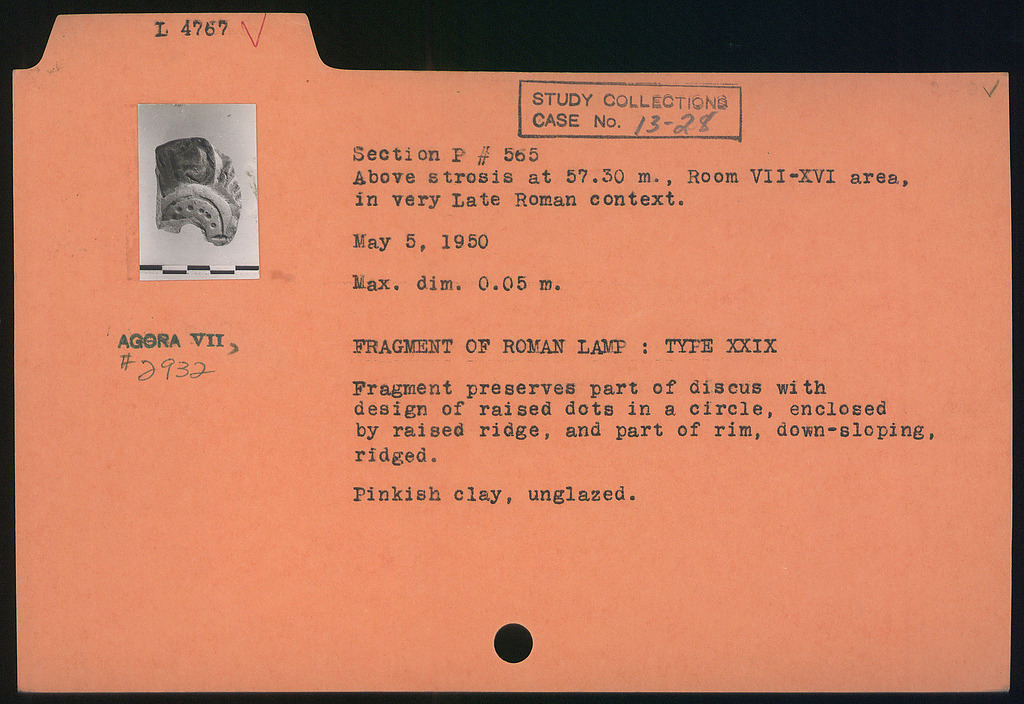 L 4767
STUDY COLLECTIONS
CASE No. 13-28
Section P # 565
Above strosis at 57.30 m., Room VII-XVI area,
in very Late Roman context.
May 5, 1950
Max. dim. 0.05 m.
AGORA VII,
#2932
FRAGMENT OF ROMAN LAMP : TYPE XXIX
Fragment preserves part of discus with
design of raised dots in a circle, enclosed
by raised ridge, and part of rim, down-sloping,
ridged.
Pinkish clay, unglazed.